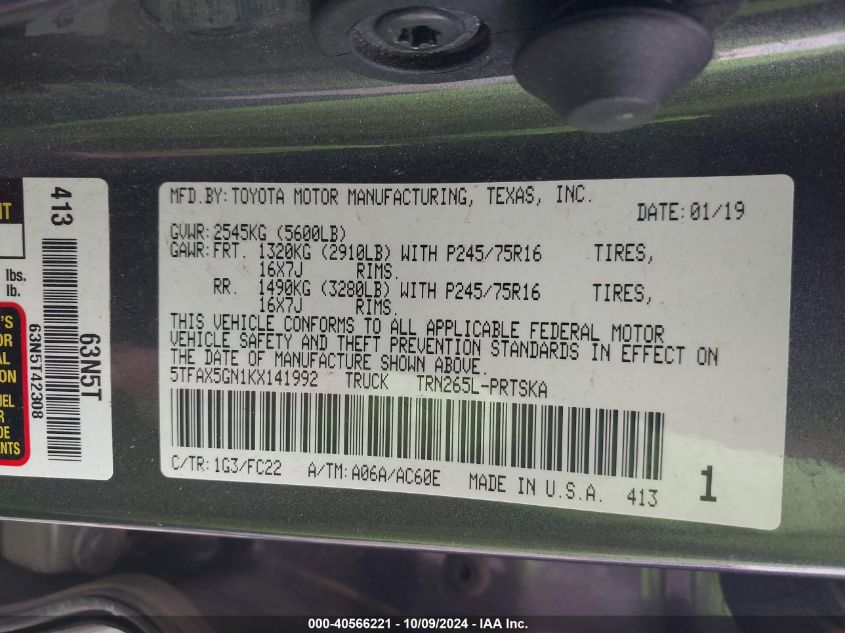 MFD.BY:TOYOTA MOTOR MANUFACTURING, TEXAS, INC.
DATE:01/19
GVWR:2545KG (5600LB)
GAWR:FRT. 1320KG (2910LB) WITH P245/75R16 TIRES,
16X7J RIMS.
RR. 1490KG (3280LB) WITH P245/75R16 TIRES,
16X7J RIMS.
THIS VEHICLE CONFORMS TO ALL APPLICABLE FEDERAL MOTOR
VEHICLE SAFETY AND THEFT PREVENTION STANDARDS IN EFFECT ON
THE DATE OF MANUFACTURE SHOWN ABOVE.
5TFAX5GN1KX141992 TRUCK TRN265L-PRTSKA
C/TR:1G3/FC22 A/TM:A06A/AC60E MADE IN U.S.A. 413 1
413
63N5T
63N5T42308
lbs.
lb.
000-40566221 - 10/09/2024 - IAA Inc.